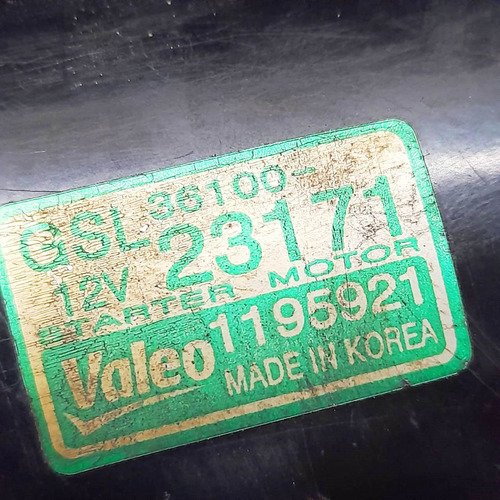 GSL 36100-
12V 23171
STARTER MOTOR
Valeo 1195921
MADE IN KOREA